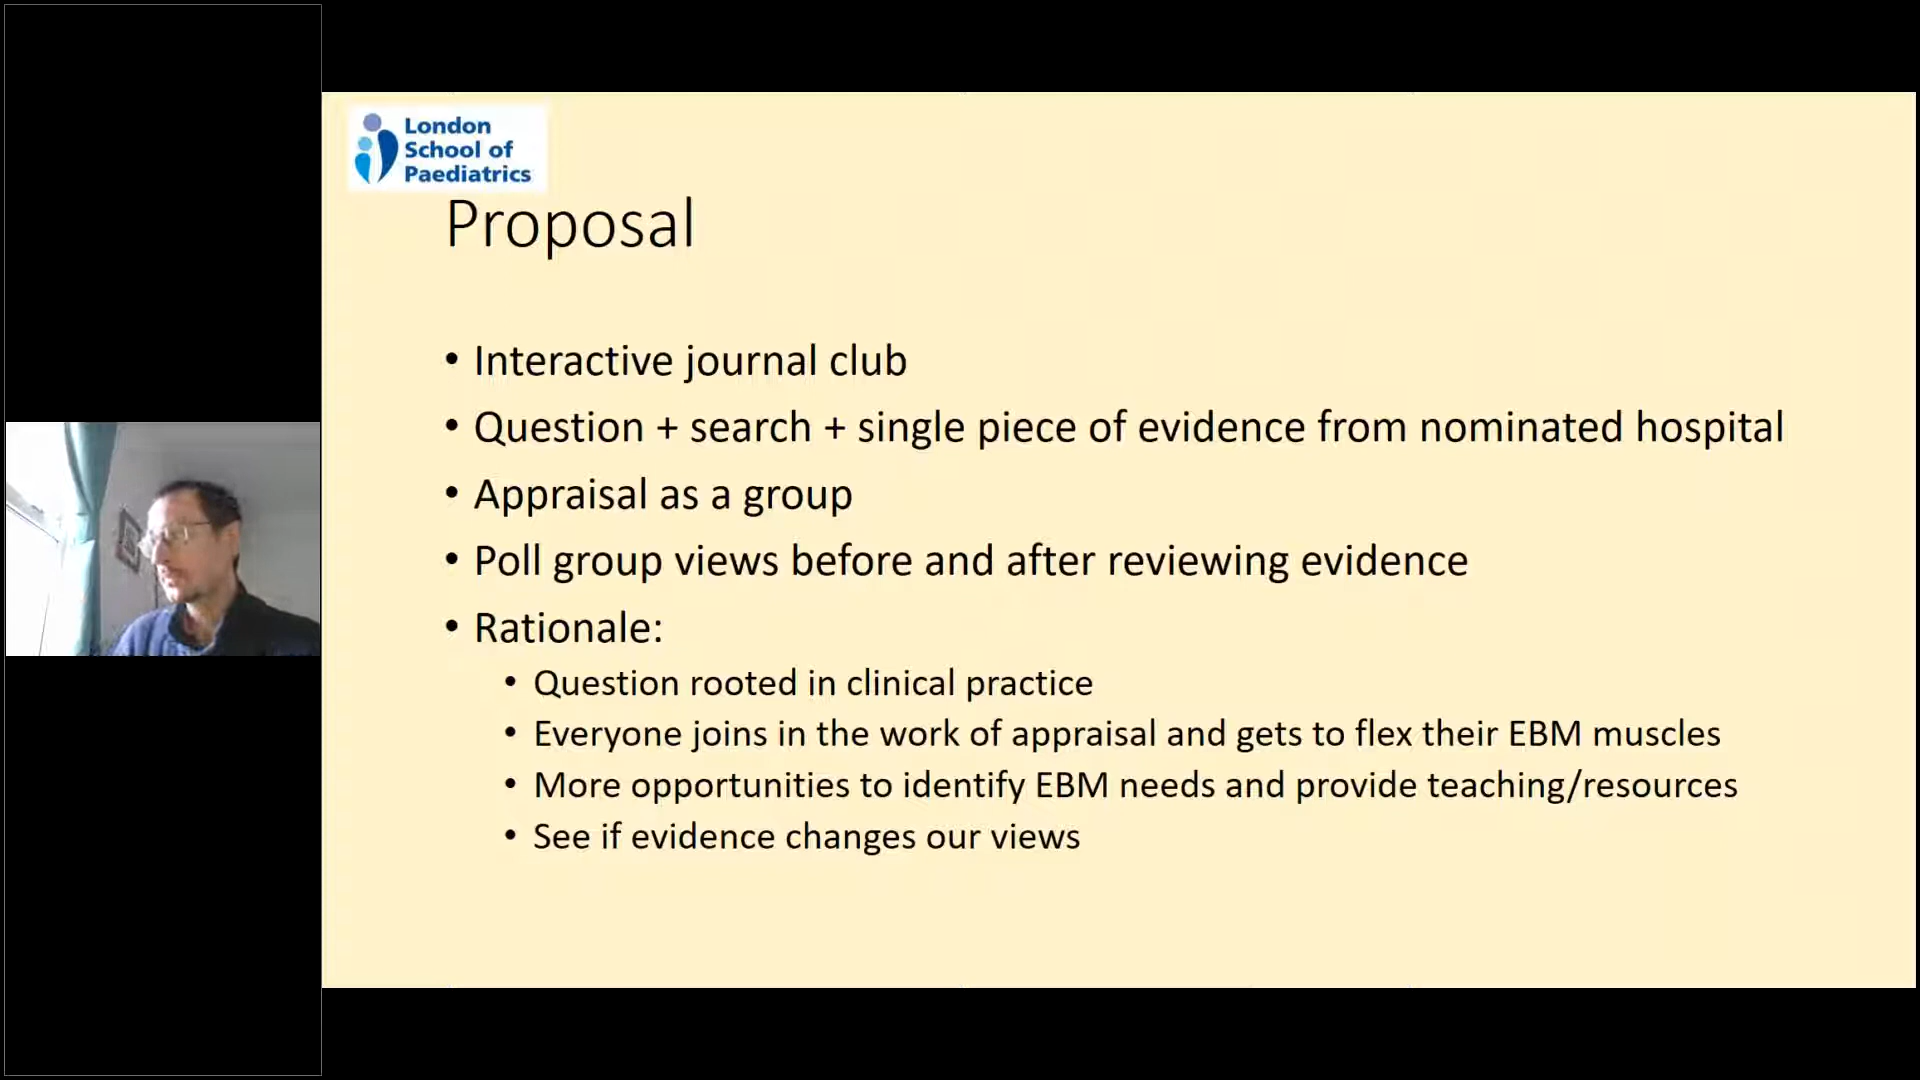 London
School of
Paediatrics
Proposal
• Interactive journal club
• Question + search + single piece of evidence from nominated hospital
• Appraisal as a group
• Poll group views before and after reviewing evidence
• Rationale:
• Question rooted in clinical practice
• Everyone joins in the work of appraisal and gets to flex their EBM muscles
• More opportunities to identify EBM needs and provide teaching/resources
• See if evidence changes our views